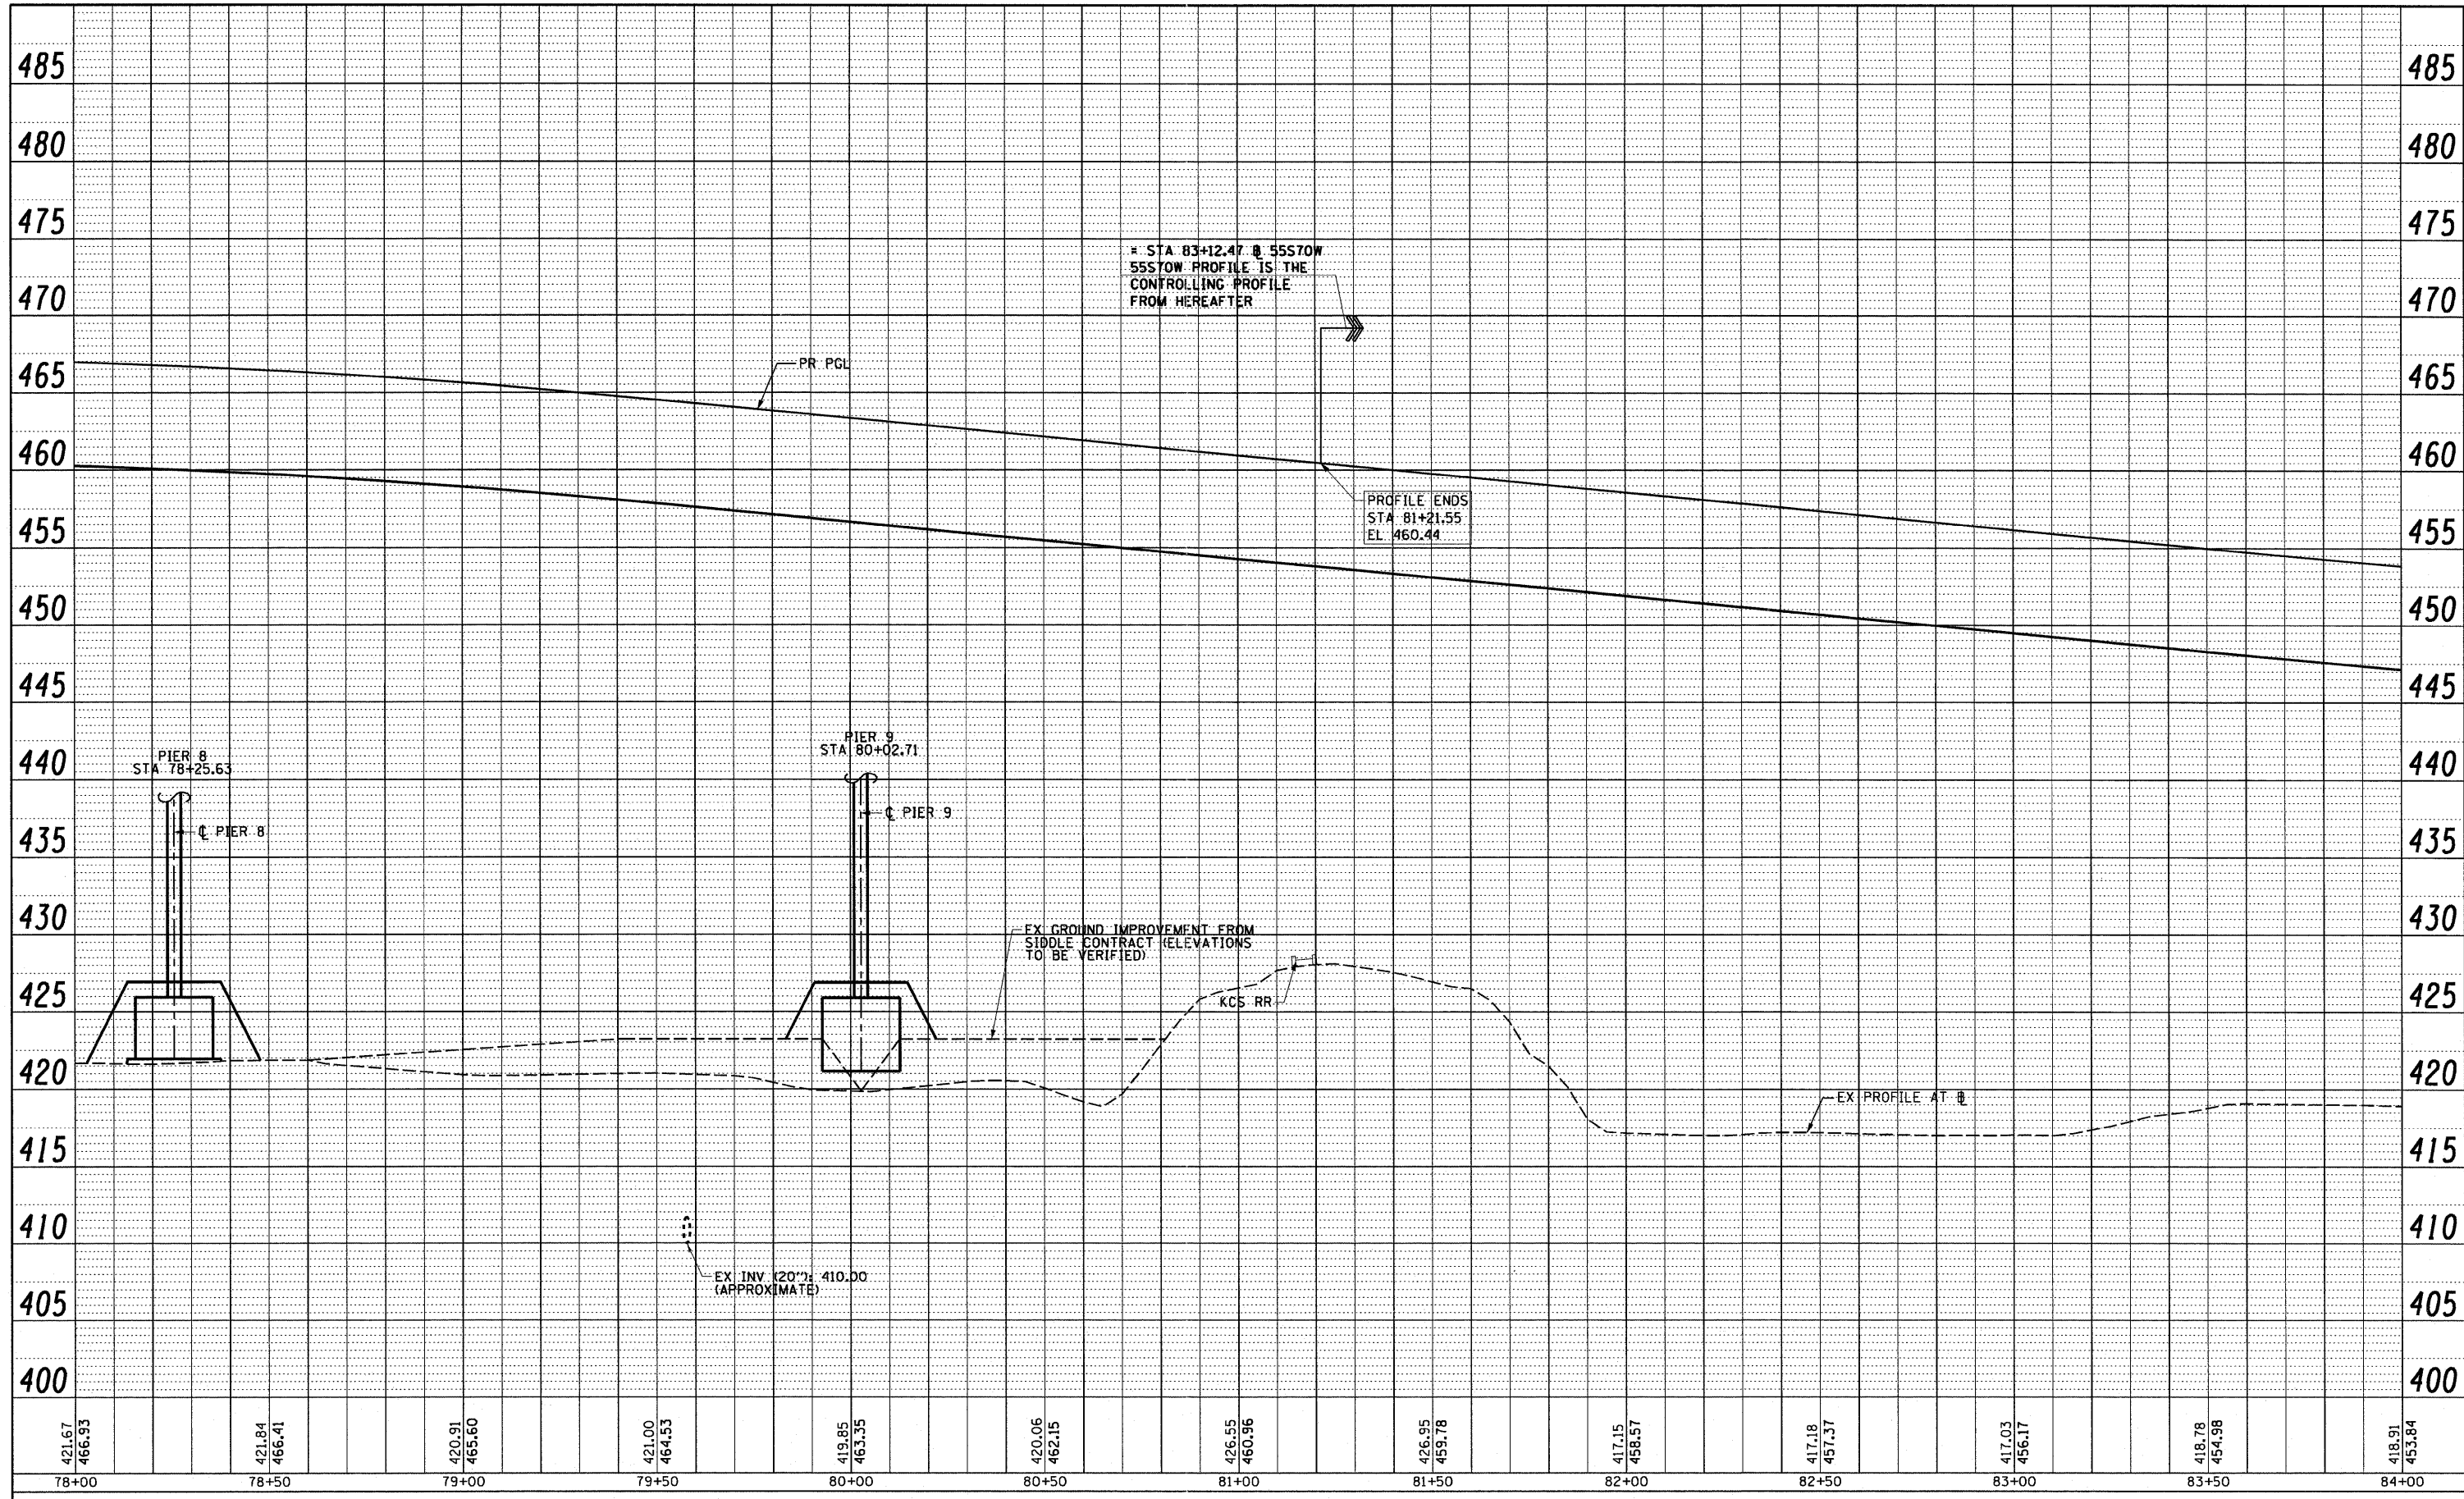 485 485
480 480
475 475
= STA 83+12.47 ⅊ 55S70W
55S70W PROFILE IS THE
CONTROLLING PROFILE
FROM HEREAFTER
470 470
PR PGL
465 465
460 460
PROFILE ENDS
STA 81+21.55
EL 460.44
455 455
450 450
445 445
PIER 8
STA 78+25.63
PIER 9
STA 80+02.71
440 440
℄ PIER 8
℄ PIER 9
435 435
430 430
EX GROUND IMPROVEMENT FROM
SIDDLE CONTRACT (ELEVATIONS
TO BE VERIFIED)
425 425
KCS RR
420 420
EX PROFILE AT ⅊
415 415
410 410
EX INV (20"): 410.00
(APPROXIMATE)
405 405
400 400
421.67
466.93
421.84
466.41
420.91
465.60
421.00
464.53
419.85
463.35
420.06
462.15
426.55
460.96
426.95
459.78
417.15
458.57
417.18
457.37
417.03
456.17
418.78
454.98
418.91
453.84
78+00 78+50 79+00 79+50 80+00 80+50 81+00 81+50 82+00 82+50 83+00 83+50 84+00